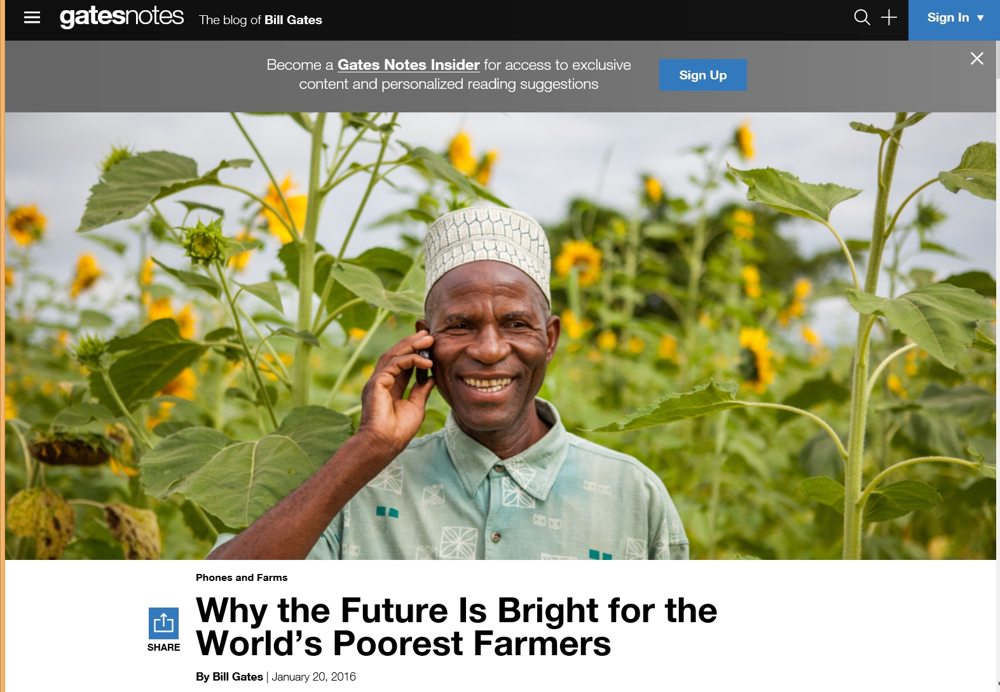 gatesnotes The blog of Bill Gates Sign In ▼
Become a Gates Notes Insider for access to exclusive
content and personalized reading suggestions
Sign Up
Phones and Farms
Why the Future Is Bright for the
World’s Poorest Farmers
SHARE
By Bill Gates | January 20, 2016